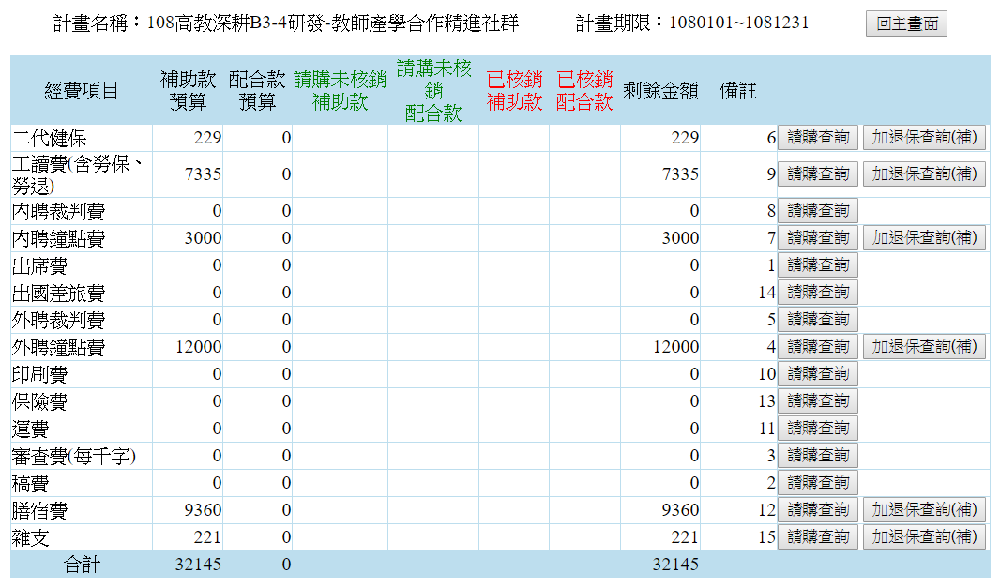 計畫名稱：108高教深耕B3-4研發-教師產學合作精進社群 計畫期限：1080101~1081231 回主畫面
經費項目 補助款預算 配合款預算 請購未核銷補助款 請購未核銷配合款 已核銷補助款 已核銷配合款 剩餘金額 備註
二代健保 229 0 229 6 請購查詢 加退保查詢(補)
工讀費(含勞保、勞退) 7335 0 7335 9 請購查詢 加退保查詢(補)
內聘裁判費 0 0 0 8 請購查詢
內聘鐘點費 3000 0 3000 7 請購查詢 加退保查詢(補)
出席費 0 0 0 1 請購查詢
出國差旅費 0 0 0 14 請購查詢
外聘裁判費 0 0 0 5 請購查詢
外聘鐘點費 12000 0 12000 4 請購查詢 加退保查詢(補)
印刷費 0 0 0 10 請購查詢
保險費 0 0 0 13 請購查詢
運費 0 0 0 11 請購查詢
審查費(每千字) 0 0 0 3 請購查詢
稿費 0 0 0 2 請購查詢
膳宿費 9360 0 9360 12 請購查詢 加退保查詢(補)
雜支 221 0 221 15 請購查詢 加退保查詢(補)
合計 32145 0 32145